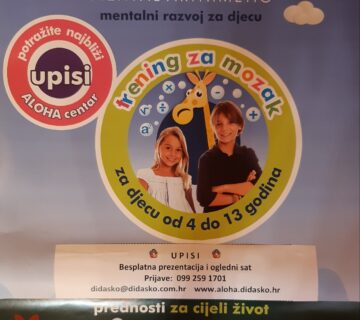 mentalni razvoj za djecu
potražite najbliži
upisi
ALOHA centar
trening za mozak
za djecu od 4 do 13 godina
UPISI
Besplatna prezentacija i ogledni sat
Prijave: 099 259 1701
didasko@didasko.com.hr www.aloha.didasko.hr
prednosti za cijeli život